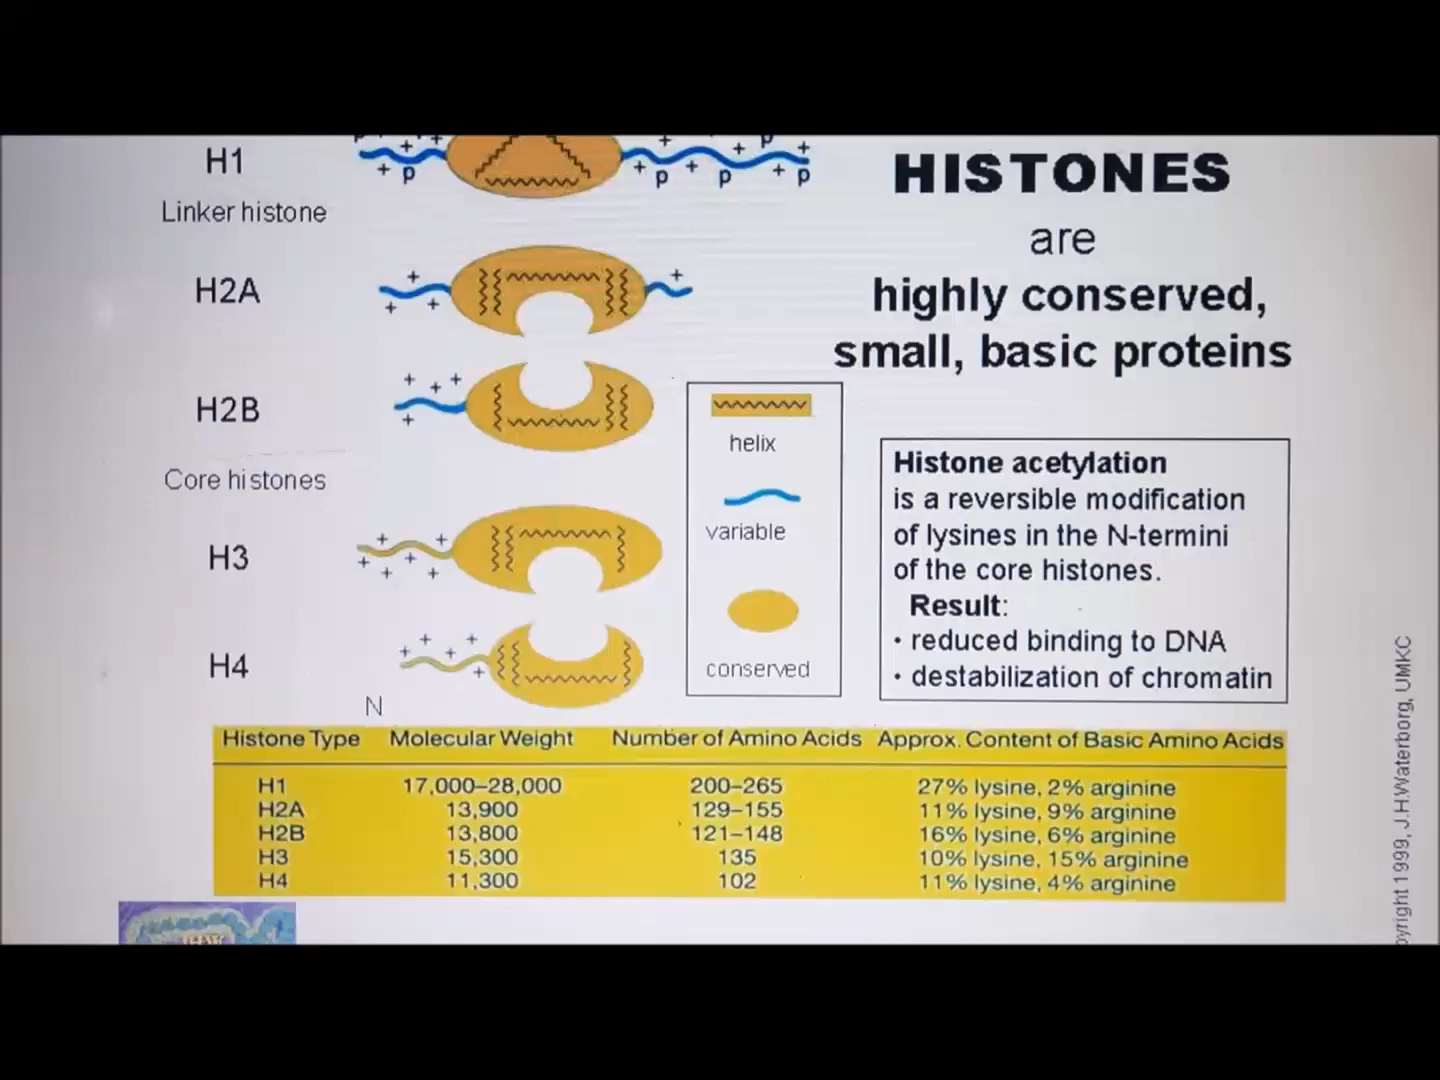 H1
Linker histone
H2A
H2B
Core histones
H3
H4
N
+ + + + p
+ + + + + p p p p
+ + +
+
+ + + +
+ + + + + +
+ + + + +
helix
variable
conserved
HISTONES
are
highly conserved,
small, basic proteins
Histone acetylation
is a reversible modification
of lysines in the N-termini
of the core histones.
Result:
• reduced binding to DNA
• destabilization of chromatin
Histone Type Molecular Weight Number of Amino Acids Approx. Content of Basic Amino Acids
H1 17,000–28,000 200–265 27% lysine, 2% arginine
H2A 13,900 129–155 11% lysine, 9% arginine
H2B 13,800 121–148 16% lysine, 6% arginine
H3 15,300 135 10% lysine, 15% arginine
H4 11,300 102 11% lysine, 4% arginine
pyright 1999, J.H.Waterborg, UMKC